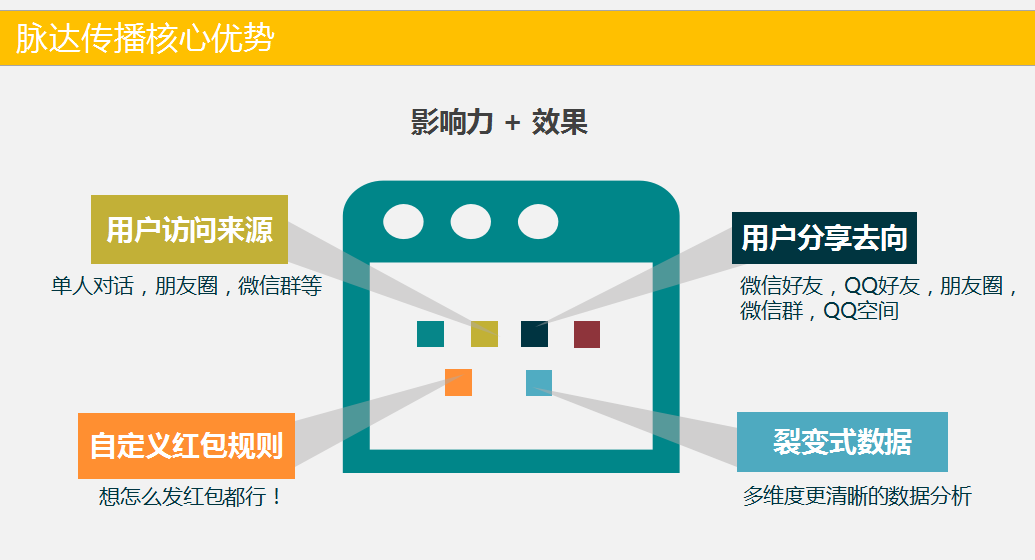 脉达传播核心优势
影响力 + 效果
用户访问来源
单人对话，朋友圈，微信群等
用户分享去向
微信好友，QQ好友，朋友圈，
微信群，QQ空间
自定义红包规则
想怎么发红包都行！
裂变式数据
多维度更清晰的数据分析